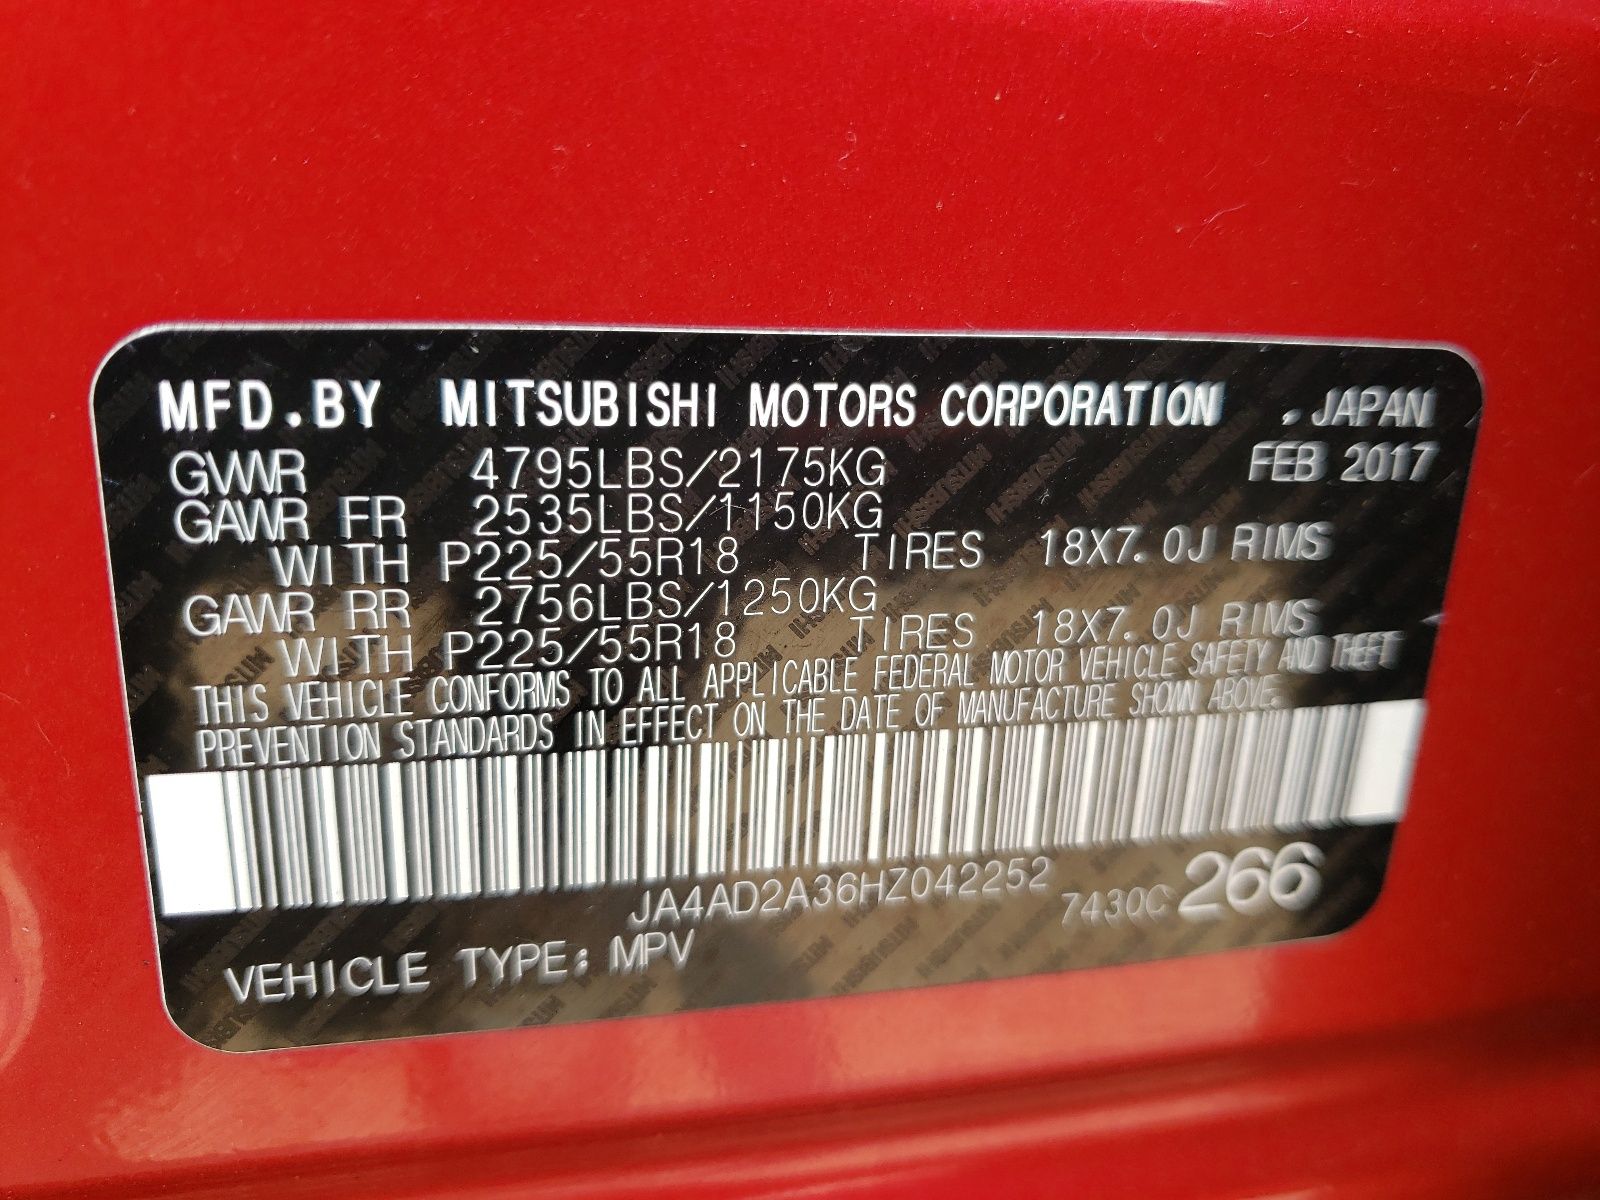 MFD.BY MITSUBISHI MOTORS CORPORATION , JAPAN
GVWR 4795LBS/2175KG FEB 2017
GAWR FR 2535LBS/1150KG
WITH P225/55R18 TIRES 18X7.0J RIMS
GAWR RR 2756LBS/1250KG
WITH P225/55R18 TIRES 18X7.0J RIMS
THIS VEHICLE CONFORMS TO ALL APPLICABLE FEDERAL MOTOR VEHICLE SAFETY AND THEFT
PREVENTION STANDARDS IN EFFECT ON THE DATE OF MANUFACTURE SHOWN ABOVE.
JA4AD2A36HZ042252 7430C 266
VEHICLE TYPE: MPV